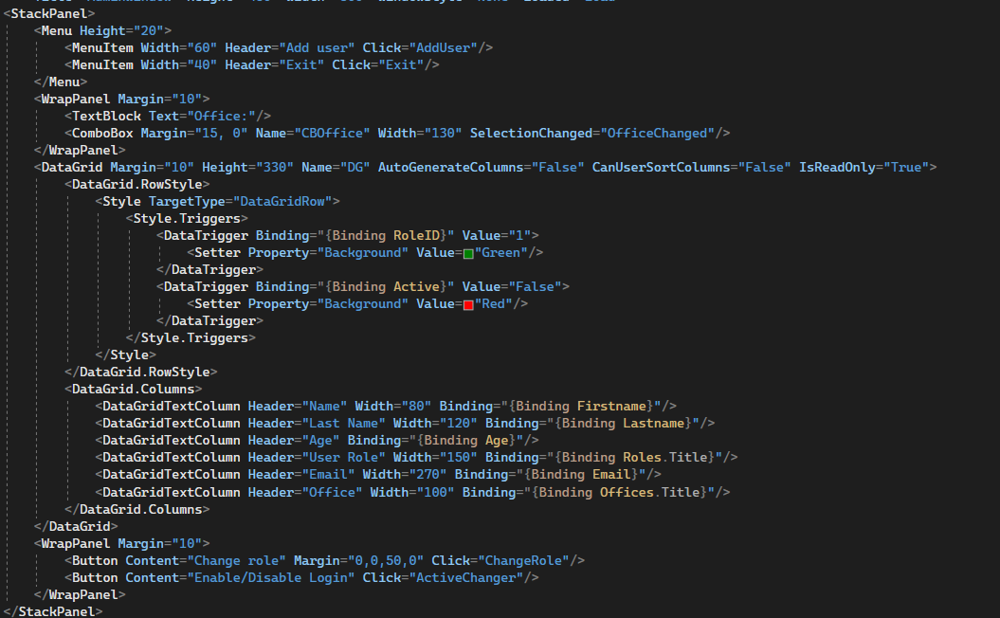 <StackPanel>
<Menu Height="20">
<MenuItem Width="60" Header="Add user" Click="AddUser"/>
<MenuItem Width="40" Header="Exit" Click="Exit"/>
</Menu>
<WrapPanel Margin="10">
<TextBlock Text="Office:"/>
<ComboBox Margin="15, 0" Name="CBOffice" Width="130" SelectionChanged="OfficeChanged"/>
</WrapPanel>
<DataGrid Margin="10" Height="330" Name="DG" AutoGenerateColumns="False" CanUserSortColumns="False" IsReadOnly="True">
<DataGrid.RowStyle>
<Style TargetType="DataGridRow">
<Style.Triggers>
<DataTrigger Binding="{Binding RoleID}" Value="1">
<Setter Property="Background" Value="Green"/>
</DataTrigger>
<DataTrigger Binding="{Binding Active}" Value="False">
<Setter Property="Background" Value="Red"/>
</DataTrigger>
</Style.Triggers>
</Style>
</DataGrid.RowStyle>
<DataGrid.Columns>
<DataGridTextColumn Header="Name" Width="80" Binding="{Binding Firstname}"/>
<DataGridTextColumn Header="Last Name" Width="120" Binding="{Binding Lastname}"/>
<DataGridTextColumn Header="Age" Binding="{Binding Age}"/>
<DataGridTextColumn Header="User Role" Width="150" Binding="{Binding Roles.Title}"/>
<DataGridTextColumn Header="Email" Width="270" Binding="{Binding Email}"/>
<DataGridTextColumn Header="Office" Width="100" Binding="{Binding Offices.Title}"/>
</DataGrid.Columns>
</DataGrid>
<WrapPanel Margin="10">
<Button Content="Change role" Margin="0,0,50,0" Click="ChangeRole"/>
<Button Content="Enable/Disable Login" Click="ActiveChanger"/>
</WrapPanel>
</StackPanel>